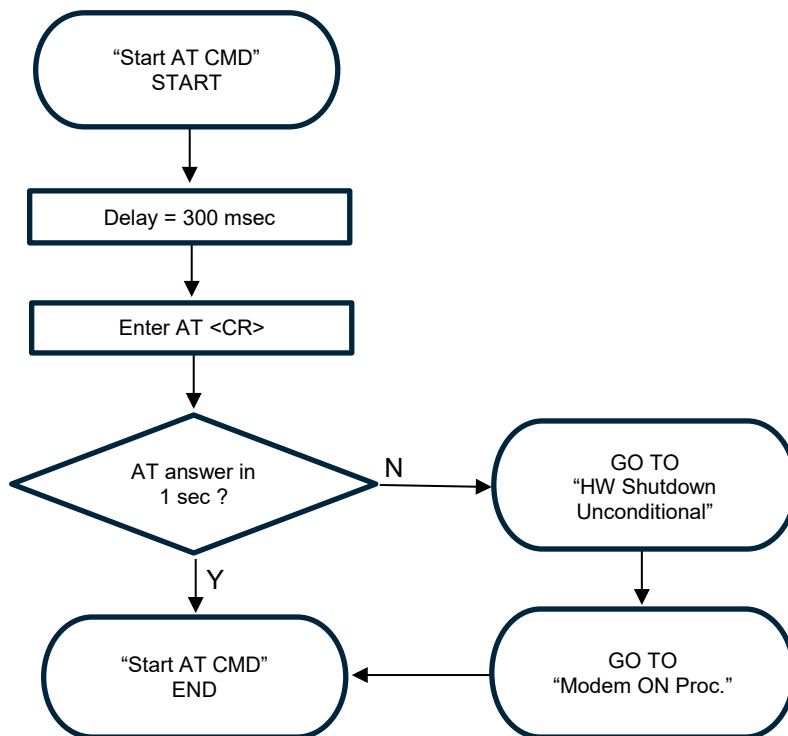 “Start AT CMD”
START
Delay = 300 msec
Enter AT <CR>
AT answer in
1 sec ?
N
GO TO
“HW Shutdown
Unconditional”
Y
“Start AT CMD”
END
GO TO
“Modem ON Proc.”